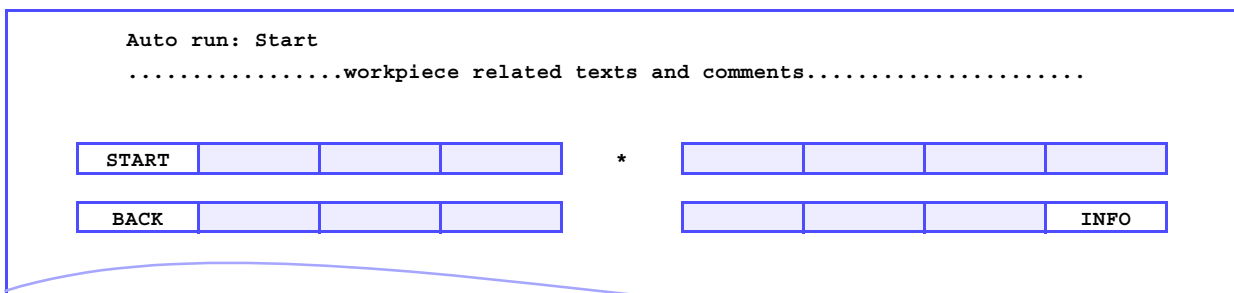 Auto run: Start
.................workpiece related texts and comments......................
START *
BACK INFO